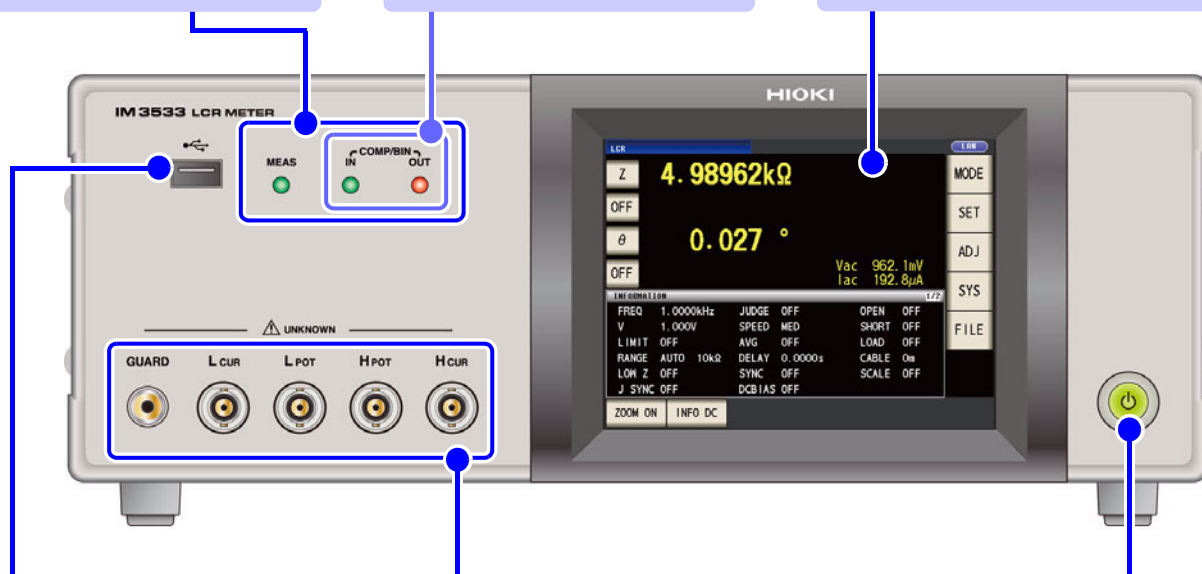 HIOKI
IM 3533 LCR METER
MEAS
COMP/BIN
IN OUT
LCR LAN
Z 4.98962kΩ MODE
OFF SET
θ 0.027 ° ADJ
OFF Vac 962.1mV
Iac 192.8μA SYS
INFORMATION 1/2
FREQ 1.0000kHz JUDGE OFF OPEN OFF
V 1.000V SPEED MED SHORT OFF FILE
LIMIT OFF AVG OFF LOAD OFF
RANGE AUTO 10kΩ DELAY 0.0000s CABLE 0m
LOW Z OFF SYNC OFF SCALE OFF
J SYNC OFF DCBIAS OFF
ZOOM ON INFO DC
UNKNOWN
GUARD L CUR L POT H POT H CUR